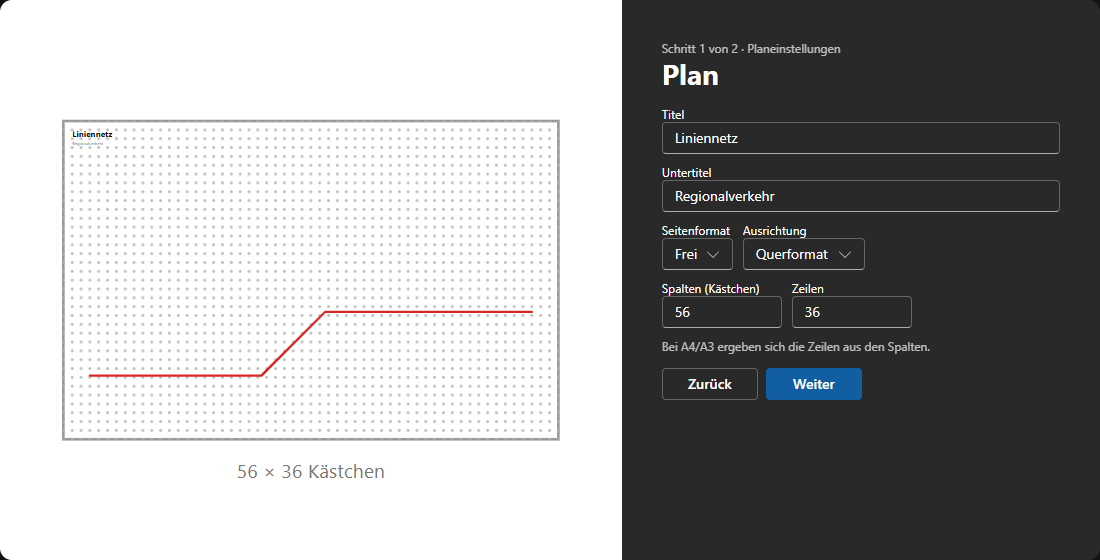 Liniennetz
Regionalverkehr
56 × 36 Kästchen
Schritt 1 von 2 · Planeinstellungen
Plan
Titel
Liniennetz
Untertitel
Regionalverkehr
Seitenformat Ausrichtung
Frei Querformat
Spalten (Kästchen) Zeilen
56 36
Bei A4/A3 ergeben sich die Zeilen aus den Spalten.
Zurück Weiter